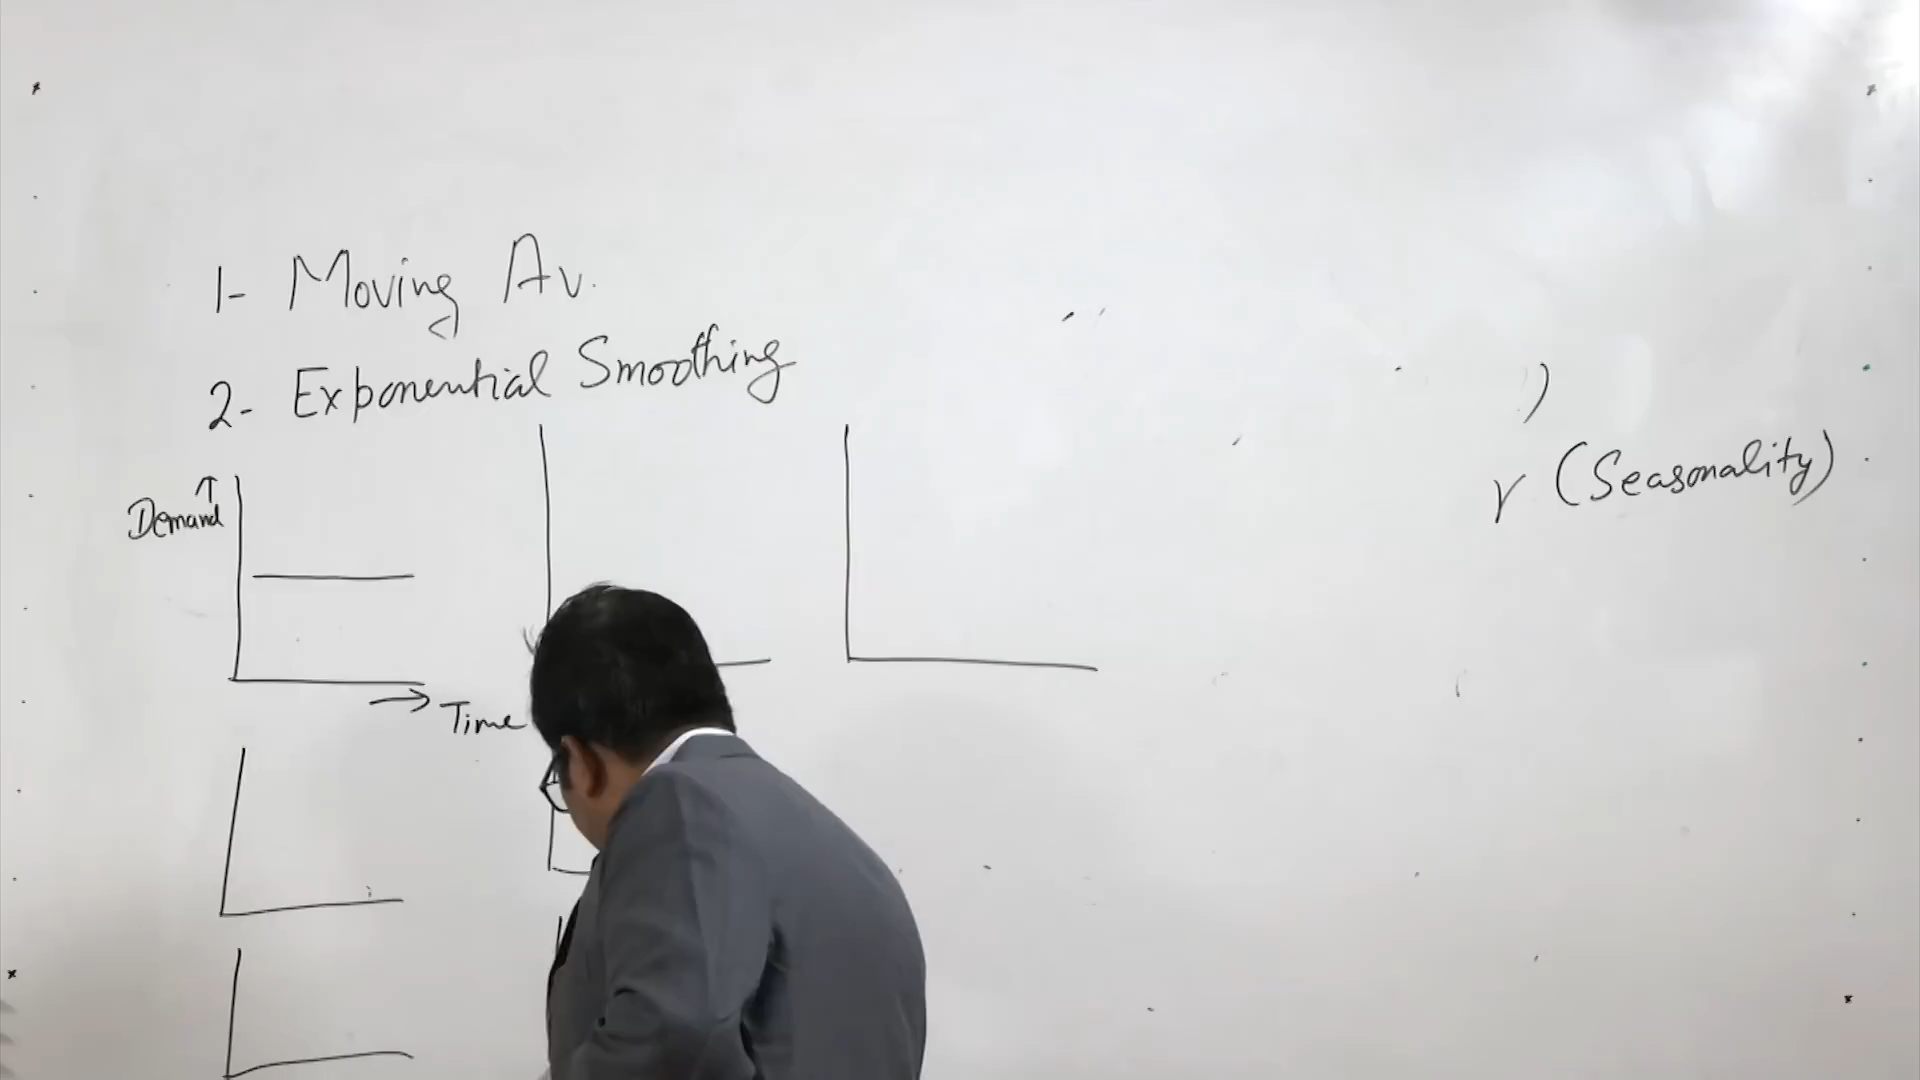 1- Moving Av.
2- Exponential Smoothing
)
γ (Seasonality)
↑
Demand
→ Time